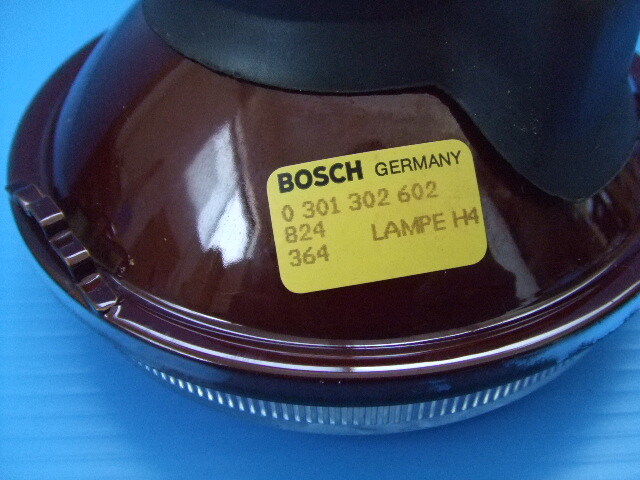 BOSCH GERMANY
0 301 302 602
824 LAMPE H4
364